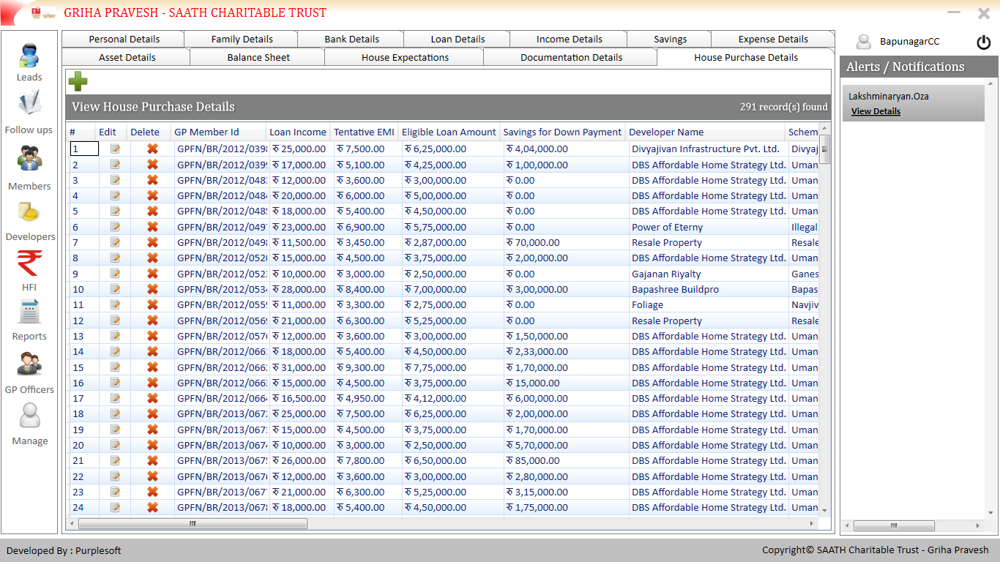 GRIHA PRAVESH - SAATH CHARITABLE TRUST
Personal Details Family Details Bank Details Loan Details Income Details Savings Expense Details
Asset Details Balance Sheet House Expectations Documentation Details House Purchase Details
BapunagarCC
Alerts / Notifications
Lakshminaryan.Oza
View Details
Leads
Follow ups
Members
Developers
HFI
Reports
GP Officers
Manage
View House Purchase Details 291 record(s) found
# Edit Delete GP Member Id Loan Income Tentative EMI Eligible Loan Amount Savings for Down Payment Developer Name Schem
1 GPFN/BR/2012/0398 रु 25,000.00 रु 7,500.00 रु 6,25,000.00 रु 4,04,000.00 Divyajivan Infrastructure Pvt. Ltd. Divyaj
2 GPFN/BR/2012/0399 रु 17,000.00 रु 5,100.00 रु 4,25,000.00 रु 1,00,000.00 DBS Affordable Home Strategy Ltd. Uman
3 GPFN/BR/2012/048 रु 12,000.00 रु 3,600.00 रु 3,00,000.00 रु 0.00 DBS Affordable Home Strategy Ltd. Uman
4 GPFN/BR/2012/048 रु 20,000.00 रु 6,000.00 रु 5,00,000.00 रु 0.00 DBS Affordable Home Strategy Ltd. Uman
5 GPFN/BR/2012/048 रु 18,000.00 रु 5,400.00 रु 4,50,000.00 रु 0.00 DBS Affordable Home Strategy Ltd. Uman
6 GPFN/BR/2012/049 रु 23,000.00 रु 6,900.00 रु 5,75,000.00 रु 0.00 Power of Eterny Illegal
7 GPFN/BR/2012/049 रु 11,500.00 रु 3,450.00 रु 2,87,000.00 रु 70,000.00 Resale Property Resale
8 GPFN/BR/2012/052 रु 15,000.00 रु 4,500.00 रु 3,75,000.00 रु 2,00,000.00 DBS Affordable Home Strategy Ltd. Uman
9 GPFN/BR/2012/052 रु 10,000.00 रु 3,000.00 रु 2,50,000.00 रु 0.00 Gajanan Riyalty Ganes
10 GPFN/BR/2012/053 रु 28,000.00 रु 8,400.00 रु 7,00,000.00 रु 3,00,000.00 Bapashree Buildpro Bapas
11 GPFN/BR/2012/055 रु 11,000.00 रु 3,300.00 रु 2,75,000.00 रु 0.00 Foliage Navjiv
12 GPFN/BR/2012/056 रु 21,000.00 रु 6,300.00 रु 5,25,000.00 रु 0.00 Resale Property Resale
13 GPFN/BR/2012/057 रु 12,000.00 रु 3,600.00 रु 3,00,000.00 रु 1,50,000.00 DBS Affordable Home Strategy Ltd. Uman
14 GPFN/BR/2012/066 रु 18,000.00 रु 5,400.00 रु 4,50,000.00 रु 2,33,000.00 DBS Affordable Home Strategy Ltd. Uman
15 GPFN/BR/2012/066 रु 31,000.00 रु 9,300.00 रु 7,75,000.00 रु 1,70,000.00 DBS Affordable Home Strategy Ltd. Uman
16 GPFN/BR/2012/066 रु 15,000.00 रु 4,500.00 रु 3,75,000.00 रु 15,000.00 DBS Affordable Home Strategy Ltd. Uman
17 GPFN/BR/2012/066 रु 16,500.00 रु 4,950.00 रु 4,12,000.00 रु 6,00,000.00 DBS Affordable Home Strategy Ltd. Uman
18 GPFN/BR/2013/067 रु 25,000.00 रु 7,500.00 रु 6,25,000.00 रु 2,00,000.00 DBS Affordable Home Strategy Ltd. Uman
19 GPFN/BR/2013/067 रु 15,000.00 रु 4,500.00 रु 3,75,000.00 रु 1,70,000.00 DBS Affordable Home Strategy Ltd. Uman
20 GPFN/BR/2013/067 रु 10,000.00 रु 3,000.00 रु 2,50,000.00 रु 5,70,000.00 DBS Affordable Home Strategy Ltd. Uman
21 GPFN/BR/2013/067 रु 26,000.00 रु 7,800.00 रु 6,50,000.00 रु 85,000.00 DBS Affordable Home Strategy Ltd. Uman
22 GPFN/BR/2013/067 रु 12,000.00 रु 3,600.00 रु 3,00,000.00 रु 2,80,000.00 DBS Affordable Home Strategy Ltd. Uman
23 GPFN/BR/2013/067 रु 21,000.00 रु 6,300.00 रु 5,25,000.00 रु 3,15,000.00 DBS Affordable Home Strategy Ltd. Uman
24 GPFN/BR/2013/067 रु 18,000.00 रु 5,400.00 रु 4,50,000.00 रु 1,75,000.00 DBS Affordable Home Strategy Ltd. Uman
Developed By : Purplesoft
Copyright© SAATH Charitable Trust - Griha Pravesh